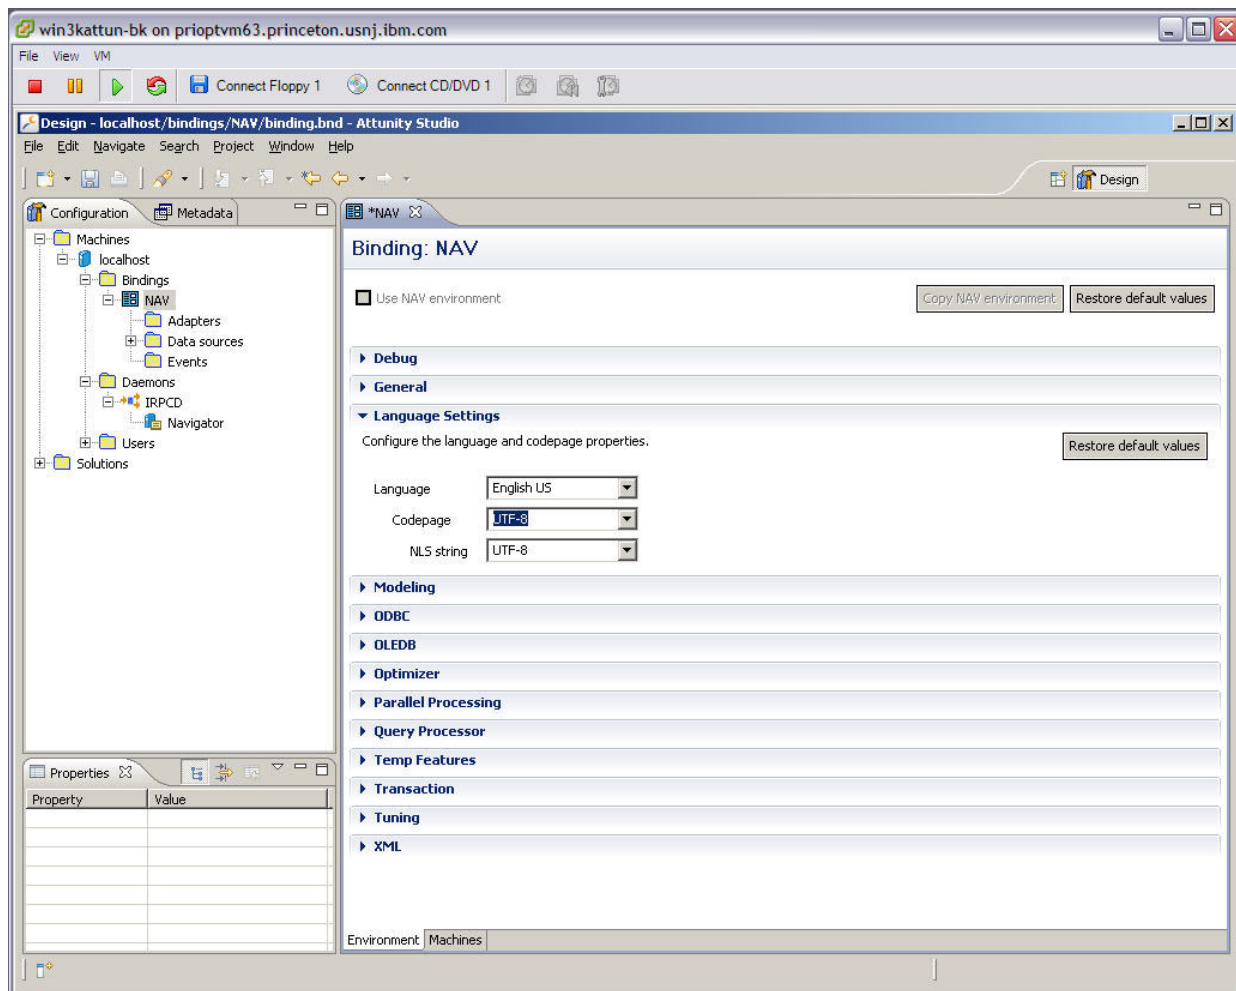 win3kattun-bk on prioptvm63.princeton.usnj.ibm.com
File View VM
Connect Floppy 1 Connect CD/DVD 1
Design - localhost/bindings/NAV/binding.bnd - Attunity Studio
File Edit Navigate Search Project Window Help
Design
Configuration Metadata
Machines
localhost
Bindings
NAV
Adapters
Data sources
Events
Daemons
IRPCD
Navigator
Users
Solutions
Properties
Property Value
*NAV
Binding: NAV
Use NAV environment Copy NAV environment Restore default values
Debug
General
Language Settings
Configure the language and codepage properties. Restore default values
Language English US
Codepage UTF-8
NLS string UTF-8
Modeling
ODBC
OLEDB
Optimizer
Parallel Processing
Query Processor
Temp Features
Transaction
Tuning
XML
Environment Machines